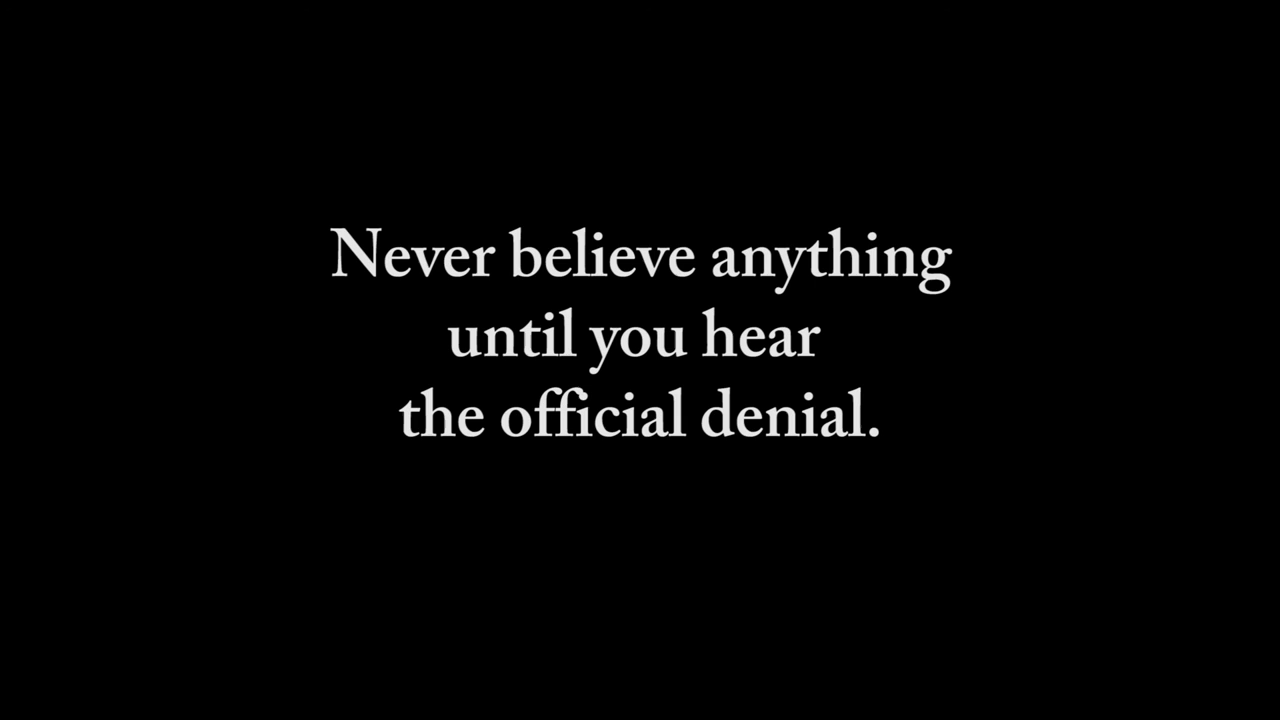 Never believe anything
until you hear
the official denial.